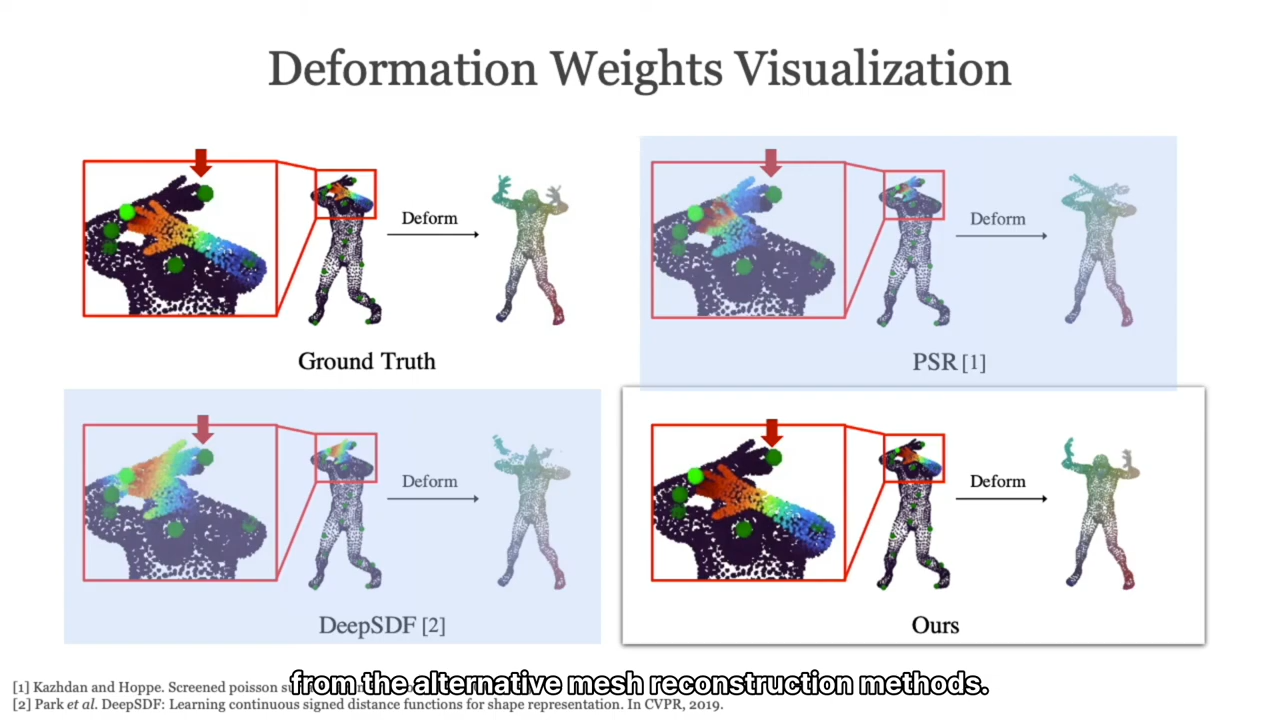 Deformation Weights Visualization
Deform
Deform
Ground Truth
PSR [1]
Deform
Deform
DeepSDF [2]
Ours
from the alternative mesh reconstruction methods.
[1] Kazhdan and Hoppe. Screened poisson
[2] Park et al. DeepSDF: Learning continuous signed distance functions for shape representation. In CVPR, 2019.